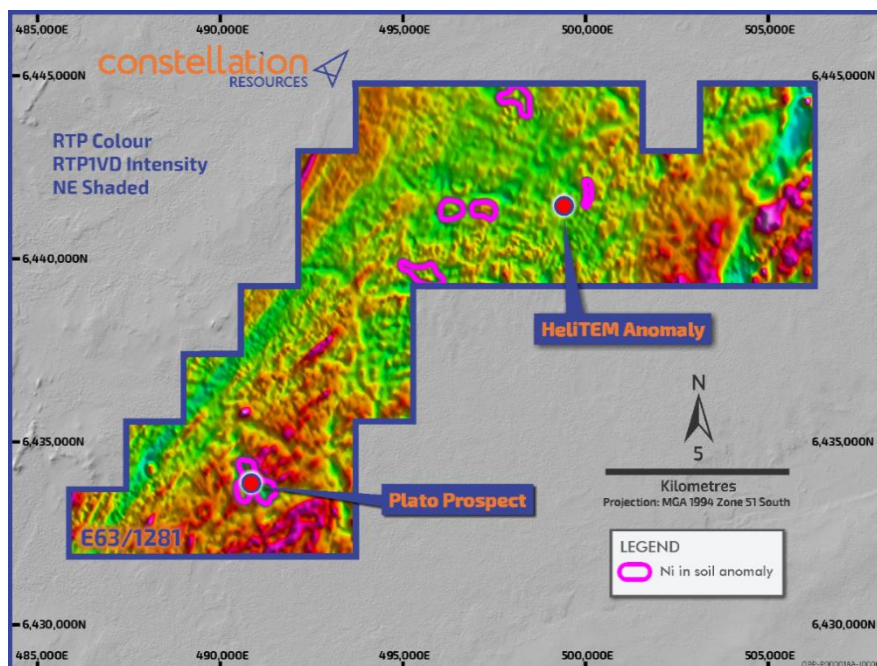 485,000E 490,000E 495,000E 500,000E 505,000E
constellation
RESOURCES
6,445,000N 6,445,000N
RTP Colour
RTP1VD Intensity
NE Shaded
6,440,000N 6,440,000N
HeliTEM Anomaly
N
6,435,000N 6,435,000N
5
Kilometres
Projection: MGA 1994 Zone 51 South
Plato Prospect
E63/1281
LEGEND
Ni in soil anomaly
6,430,000N 6,430,000N
485,000E 490,000E 495,000E 500,000E 505,000E